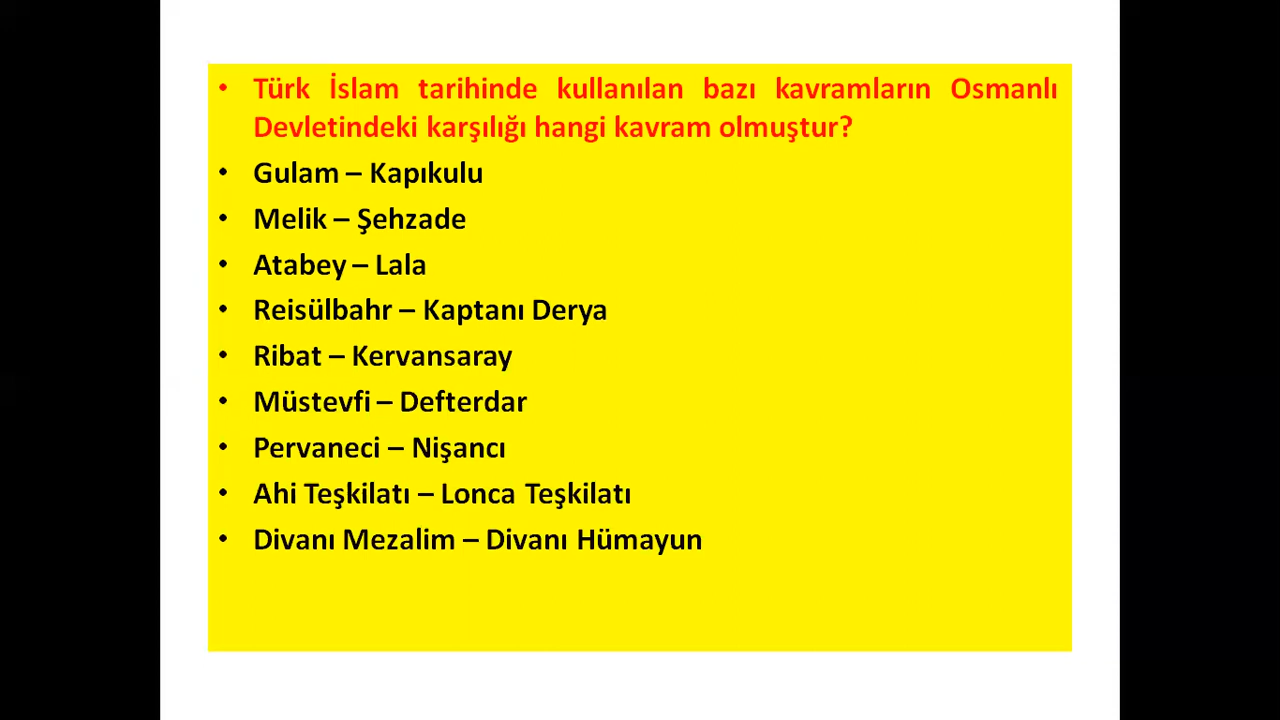 • Türk İslam tarihinde kullanılan bazı kavramların Osmanlı
Devletindeki karşılığı hangi kavram olmuştur?
• Gulam – Kapıkulu
• Melik – Şehzade
• Atabey – Lala
• Reisülbahr – Kaptanı Derya
• Ribat – Kervansaray
• Müstevfi – Defterdar
• Pervaneci – Nişancı
• Ahi Teşkilatı – Lonca Teşkilatı
• Divanı Mezalim – Divanı Hümayun